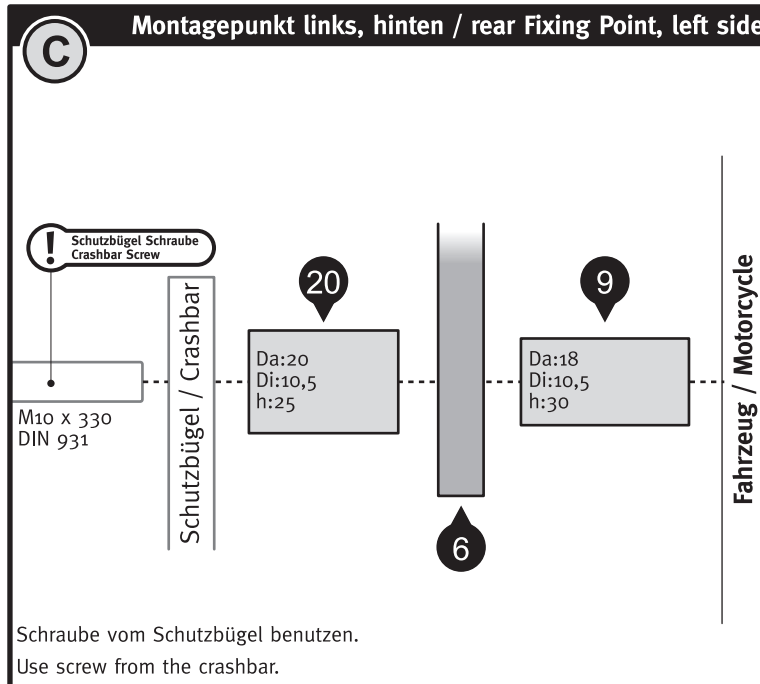 C
Montagepunkt links, hinten / rear Fixing Point, left side
!
Schutzbügel Schraube
Crashbar Screw
M10 x 330
DIN 931
Schutzbügel / Crashbar
20
Da:20
Di:10,5
h:25
6
9
Da:18
Di:10,5
h:30
Fahrzeug / Motorcycle
Schraube vom Schutzbügel benutzen.
Use screw from the crashbar.